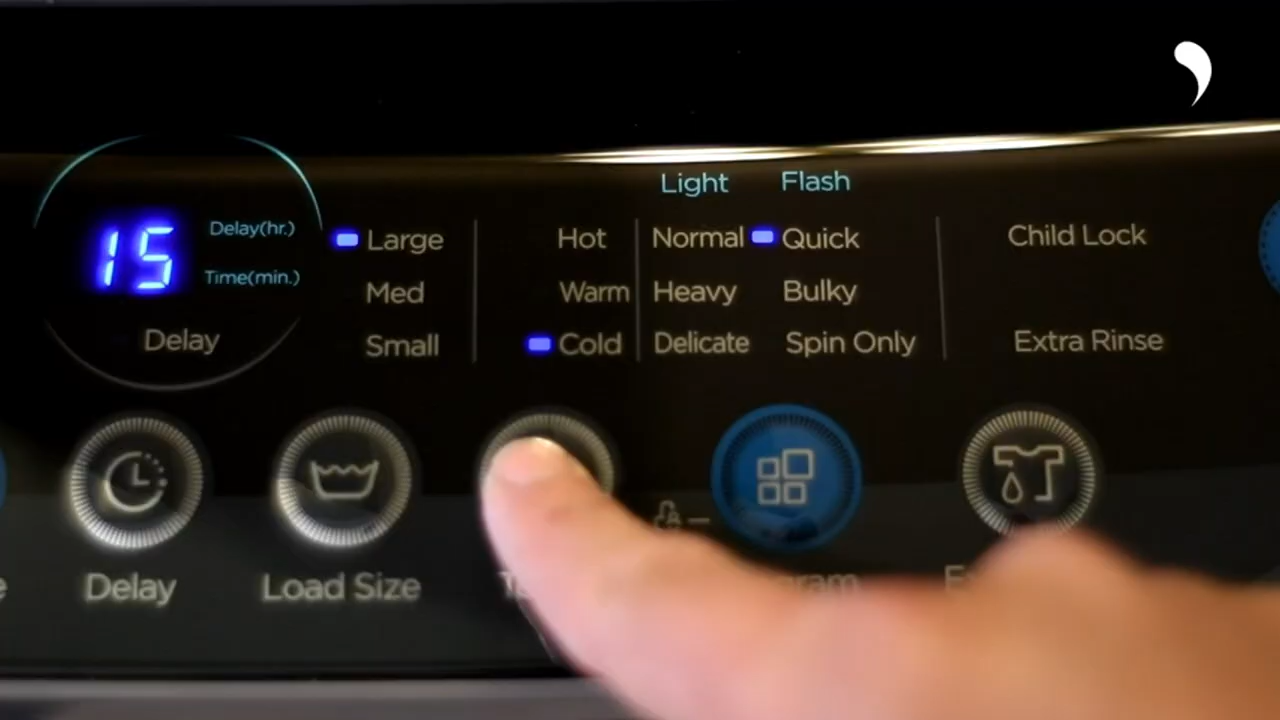 Light Flash
15 Delay(hr.)
Large Hot Normal Quick Child Lock
Time(min.)
Med Warm Heavy Bulky
Delay Small Cold Delicate Spin Only Extra Rinse
Delay Load Size